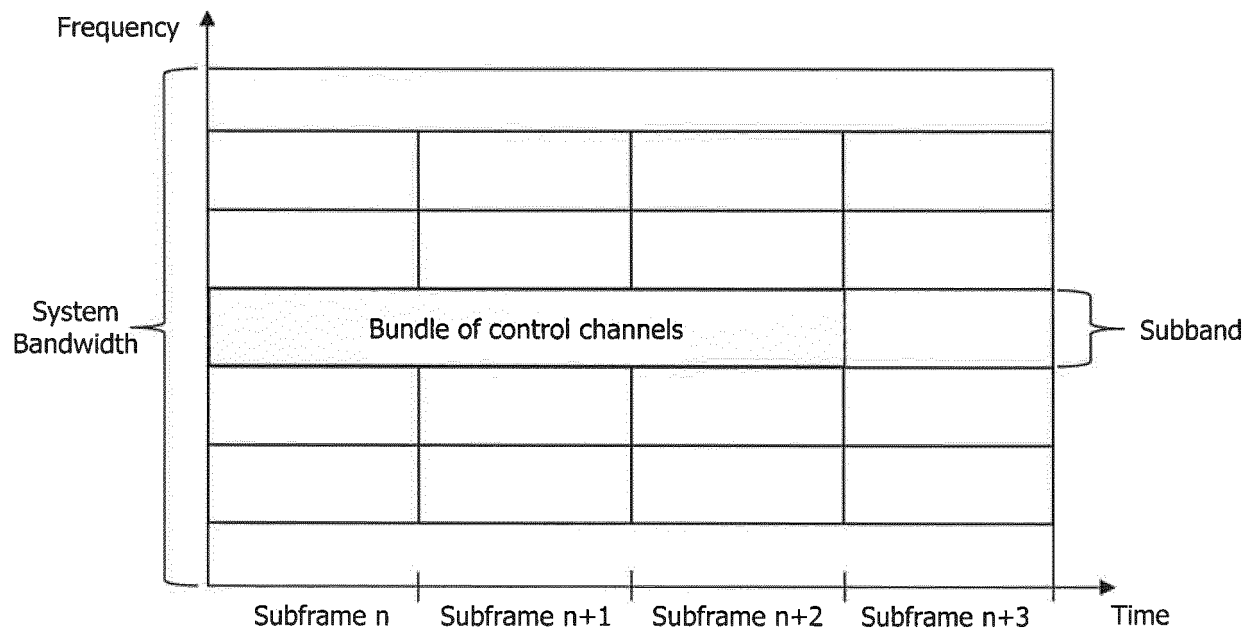 Frequency
System
Bandwidth
Bundle of control channels
Subband
Subframe n
Subframe n+1
Subframe n+2
Subframe n+3
Time